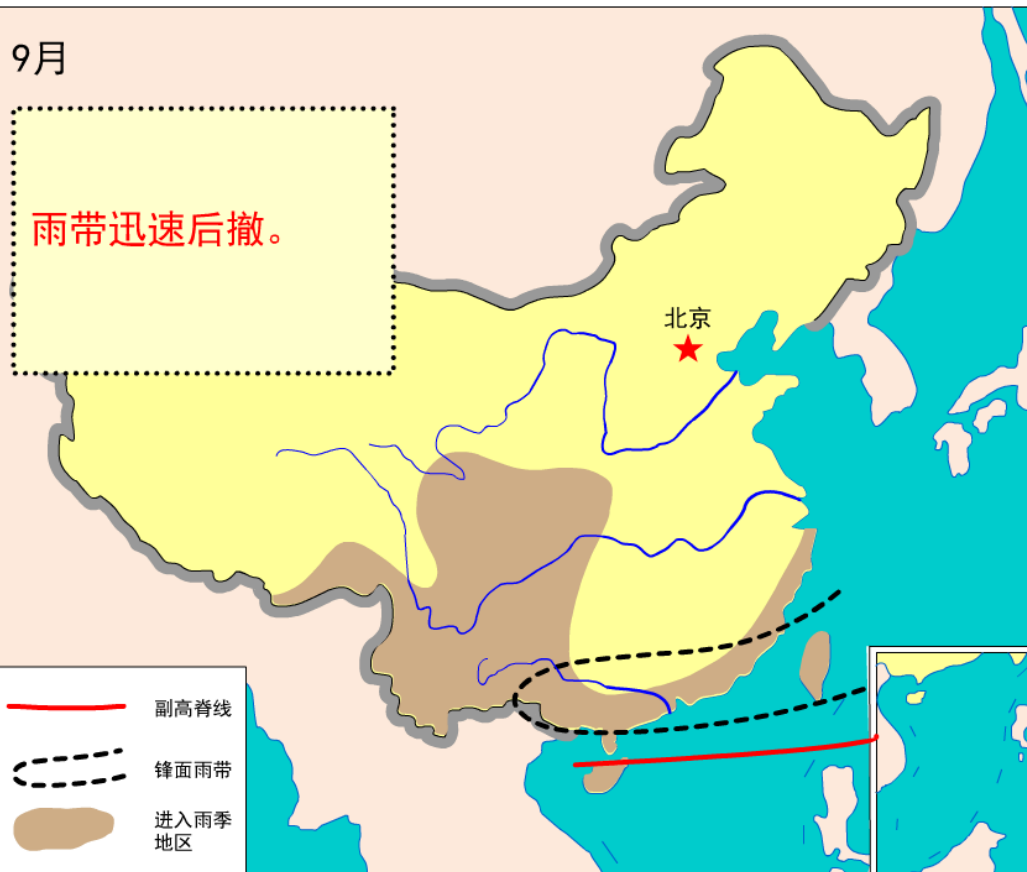 9月
雨带迅速后撤。
北京
副高脊线
锋面雨带
进入雨季
地区